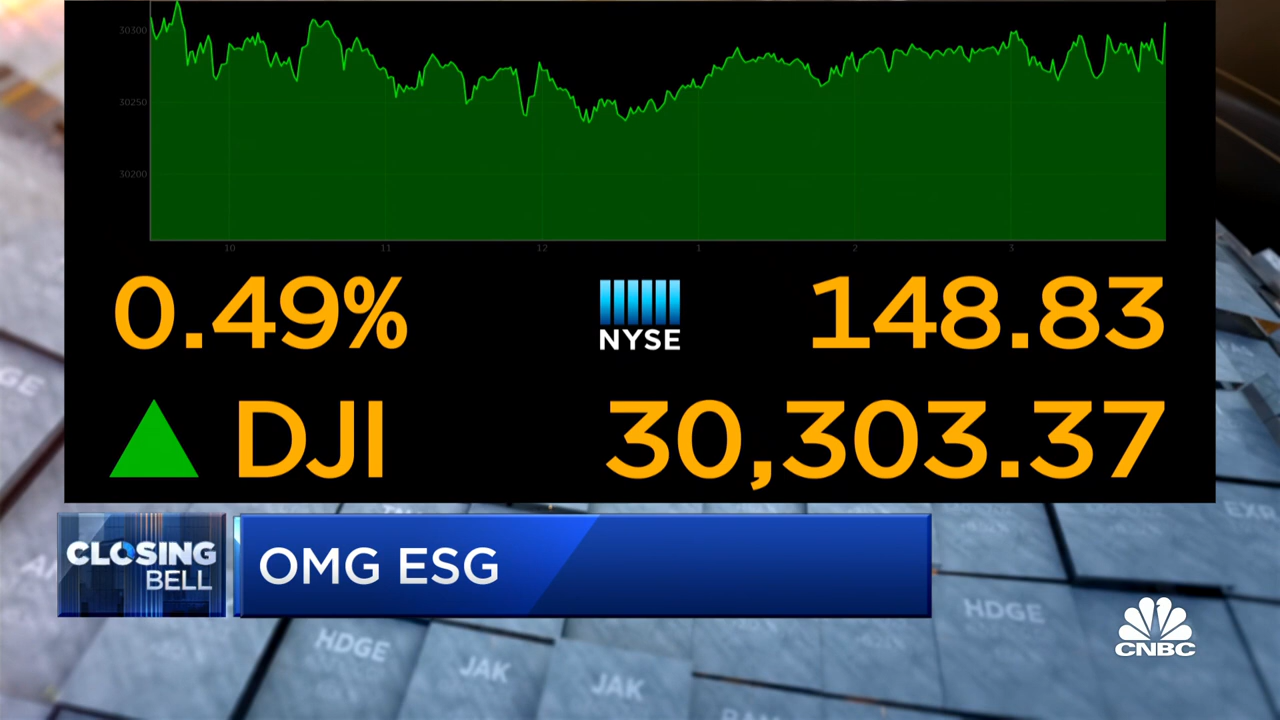 30300
30250
30200
10 11 12 1 2 3
0.49% NYSE 148.83
DJI 30,303.37
CLOSING
BELL
OMG ESG
HDGE
HDGE
JAK
JAK
CNBC